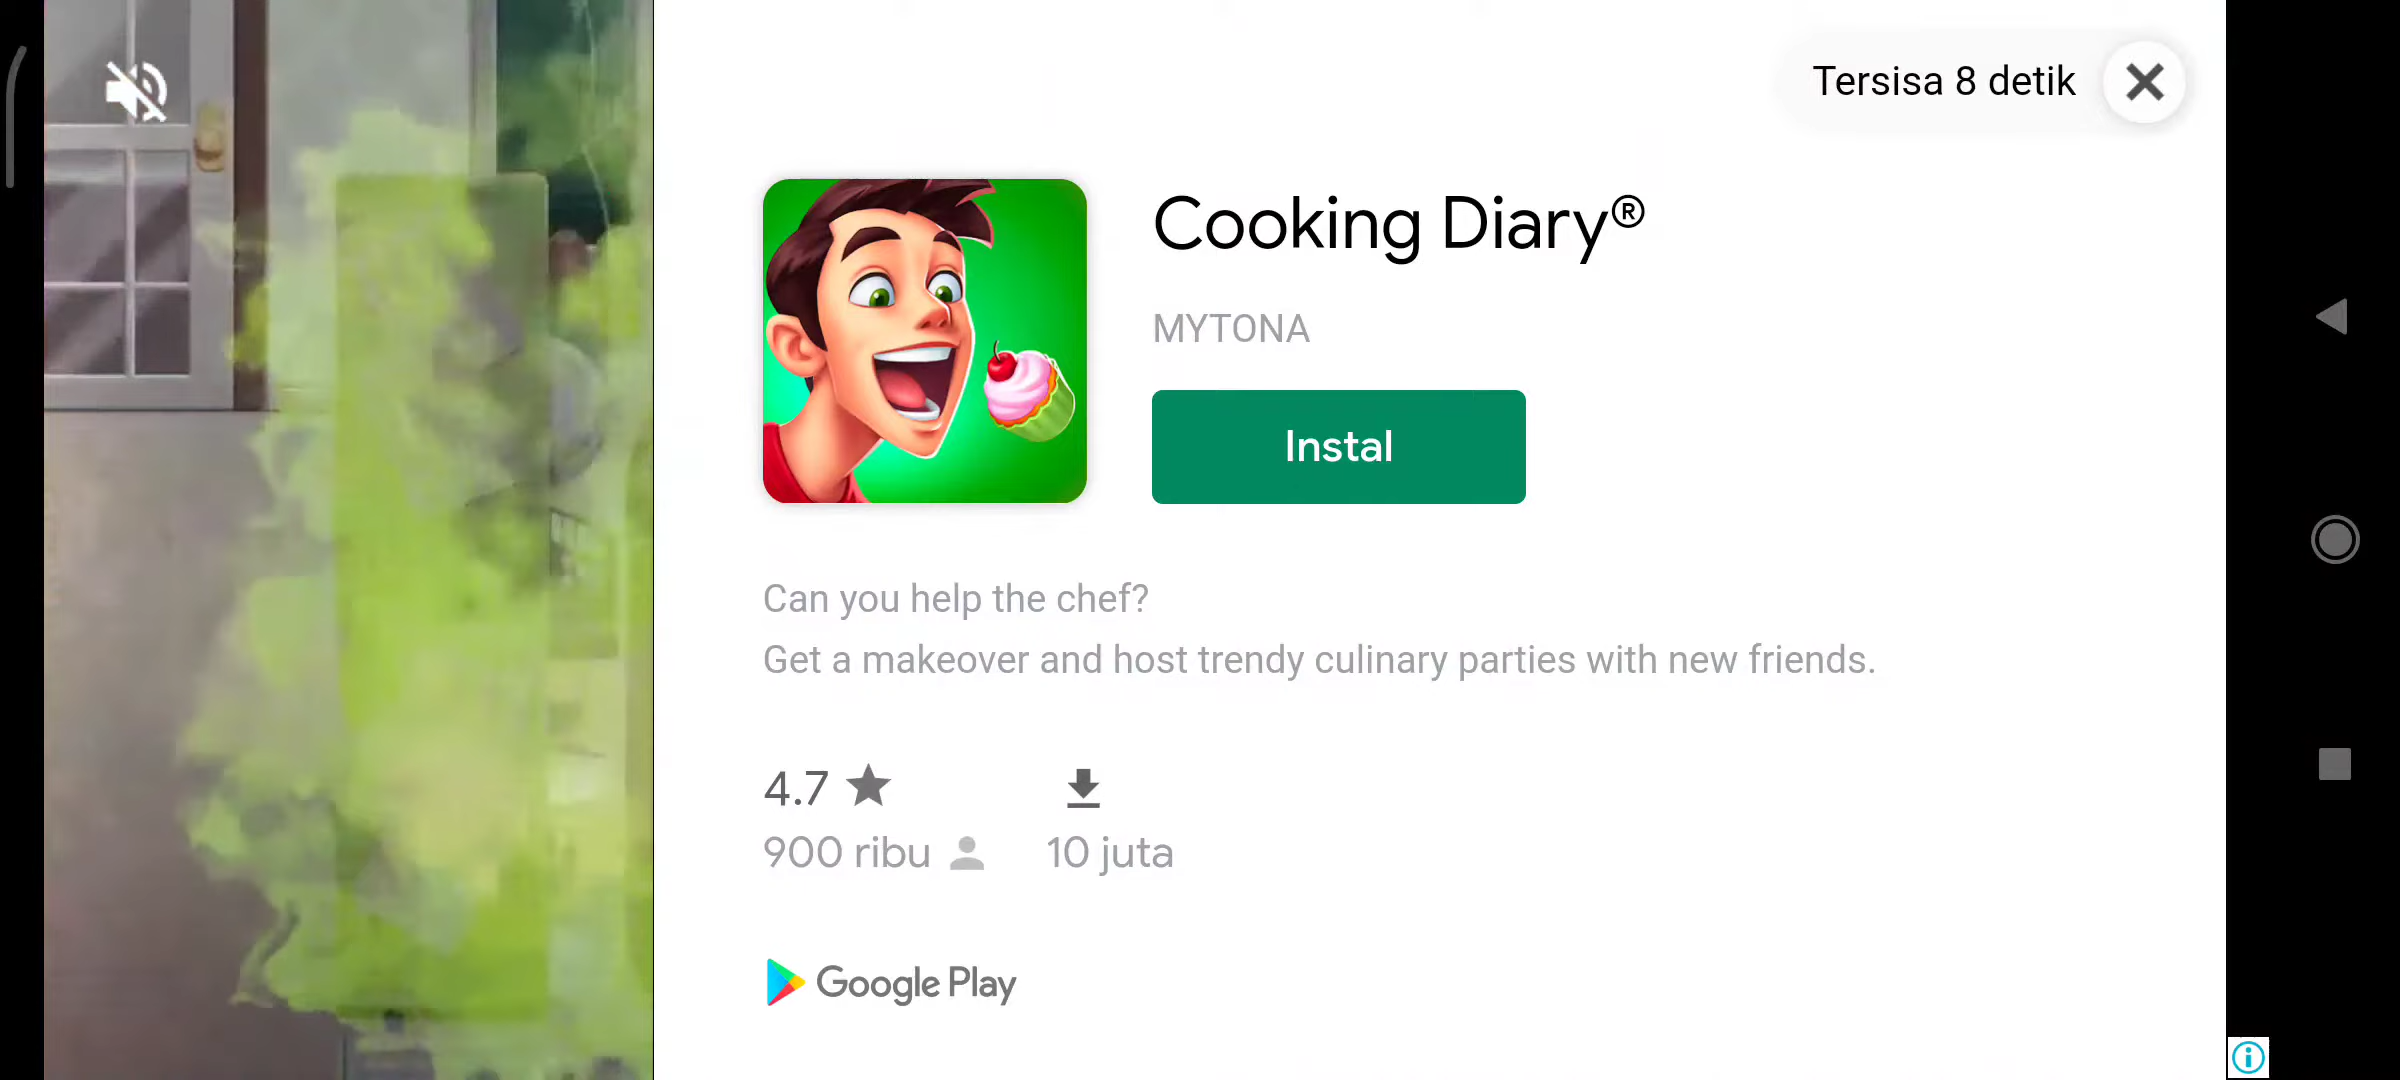 Tersisa 8 detik
Cooking Diary®
MYTONA
Instal
Can you help the chef?
Get a makeover and host trendy culinary parties with new friends.
4.7
900 ribu
10 juta
Google Play